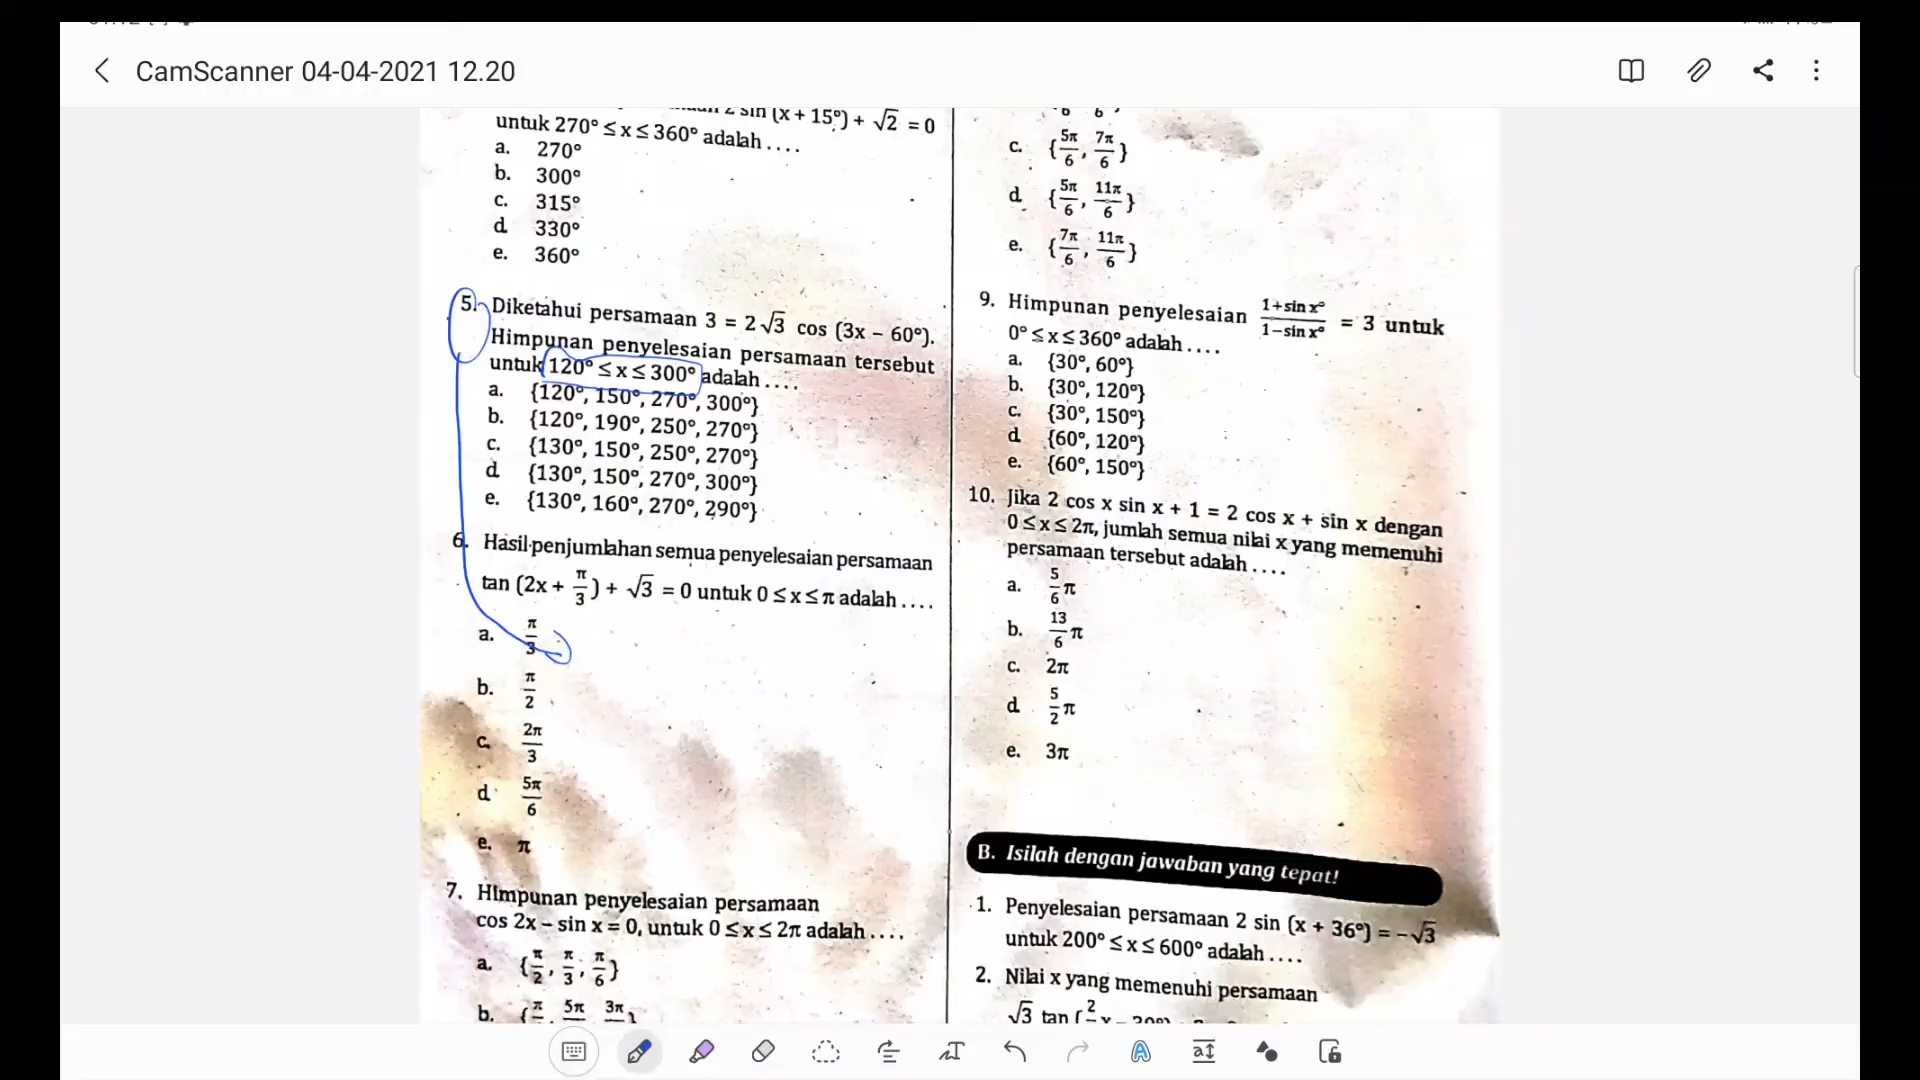 CamScanner 04-04-2021 12.20
sin (x + 15°) + √2 = 0
untuk 270° ≤ x ≤ 360° adalah ....
a. 270°
b. 300°
c. 315°
d 330°
e. 360°
5. Diketahui persamaan 3 = 2√3 cos (3x – 60°).
Himpunan penyelesaian persamaan tersebut
untuk 120° ≤ x ≤ 300° adalah ....
a. {120°, 150°, 270°, 300°}
b. {120°, 190°, 250°, 270°}
c. {130°, 150°, 250°, 270°}
d {130°, 150°, 270°, 300°}
e. {130°, 160°, 270°, 290°}
6. Hasil penjumlahan semua penyelesaian persamaan
tan (2x + π/3) + √3 = 0 untuk 0 ≤ x ≤ π adalah ....
a. π/3
b. π/2
c. 2π/3
d 5π/6
e. π
7. Himpunan penyelesaian persamaan
cos 2x – sin x = 0, untuk 0 ≤ x ≤ 2π adalah ....
a. {π/2, π/3, π/6}
b.
c. {5π/6, 7π/6}
d {5π/6, 11π/6}
e. {7π/6, 11π/6}
9. Himpunan penyelesaian 1+sin x°/1–sin x° = 3 untuk
0° ≤ x ≤ 360° adalah ....
a. {30°, 60°}
b. {30°, 120°}
c. {30°, 150°}
d {60°, 120°}
e. {60°, 150°}
10. Jika 2 cos x sin x + 1 = 2 cos x + sin x dengan
0 ≤ x ≤ 2π, jumlah semua nilai x yang memenuhi
persamaan tersebut adalah ....
a. 5/6 π
b. 13/6 π
c. 2π
d 5/2 π
e. 3π
B. Isilah dengan jawaban yang tepat!
1. Penyelesaian persamaan 2 sin (x + 36°) = –√3
untuk 200° ≤ x ≤ 600° adalah ....
2. Nilai x yang memenuhi persamaan
√3 tan